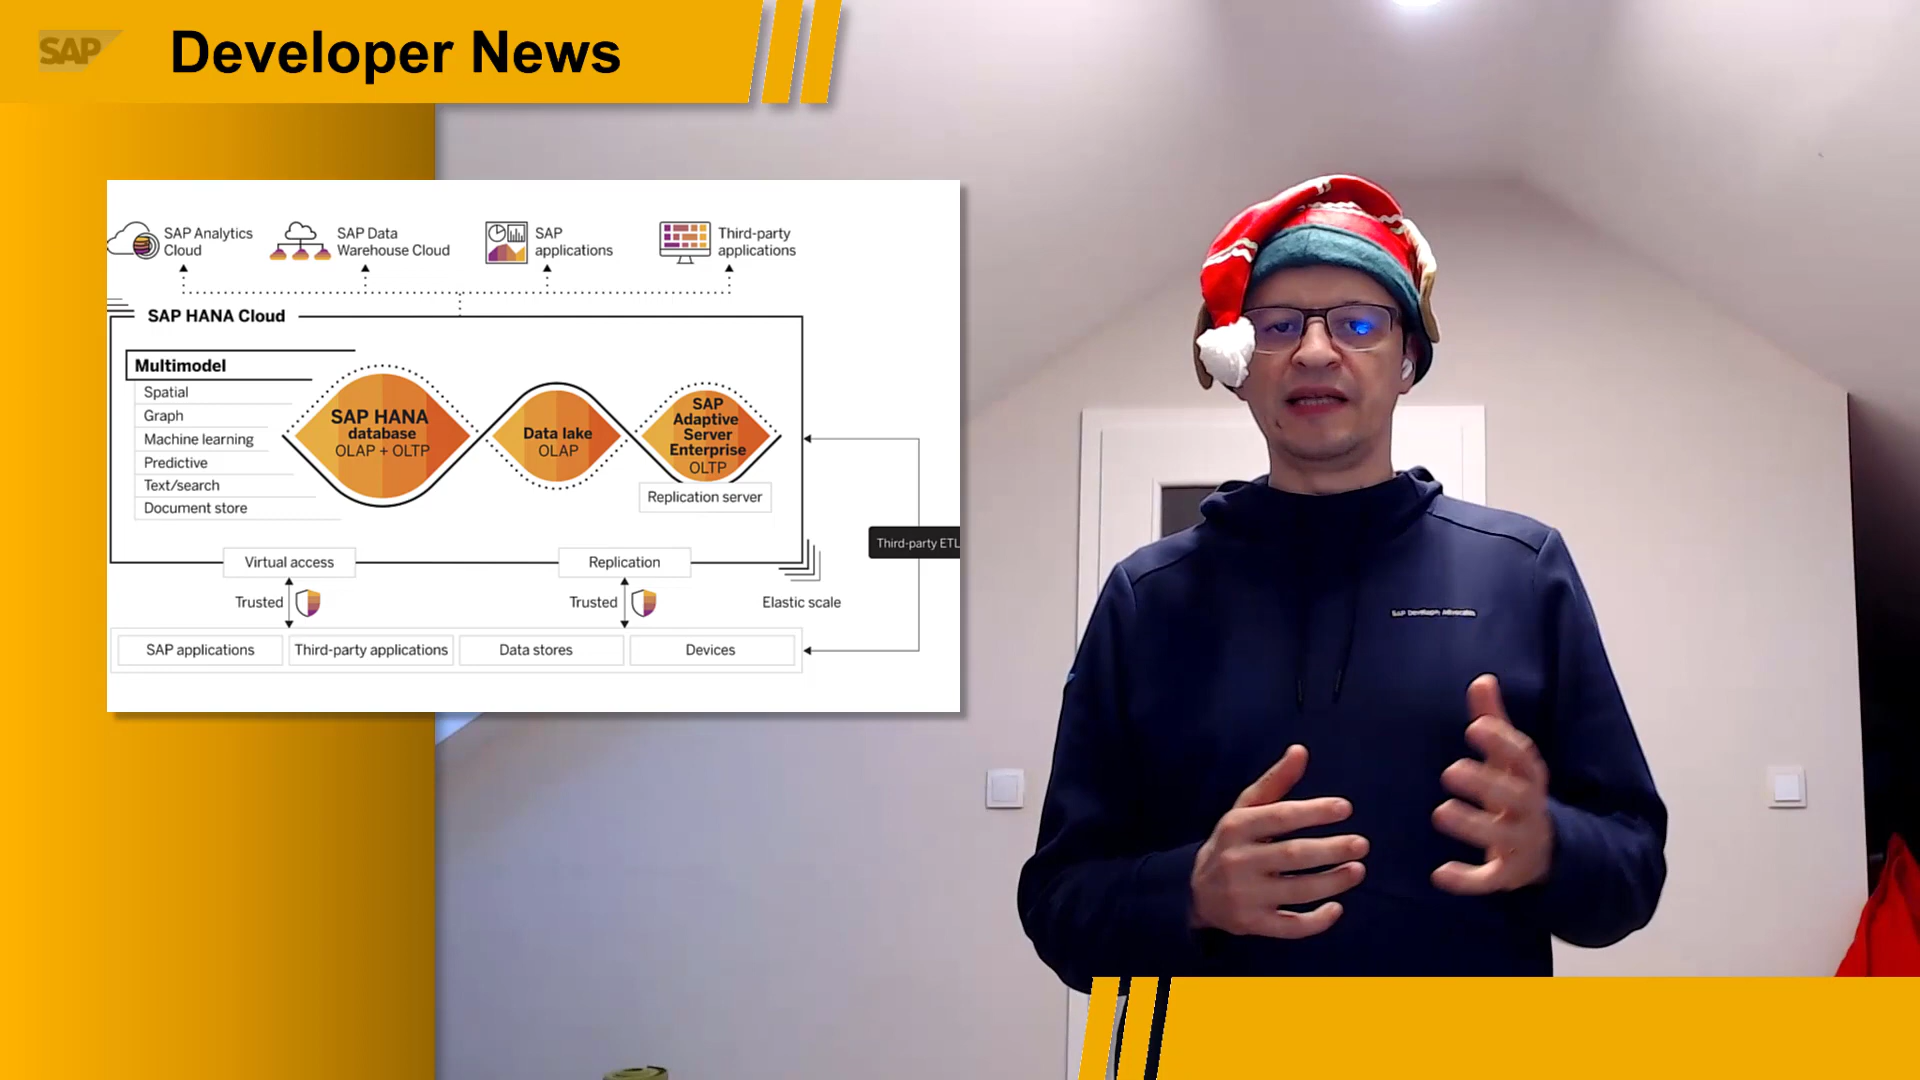 SAP
Developer News
SAP Analytics
Cloud
SAP Data
Warehouse Cloud
SAP
applications
Third-party
applications
SAP HANA Cloud
Multimodel
Spatial
Graph
Machine learning
Predictive
Text/search
Document store
SAP HANA
database
OLAP + OLTP
Data lake
OLAP
SAP
Adaptive
Server
Enterprise
OLTP
Replication server
Third-party ETL
Virtual access
Replication
Trusted
Trusted
Elastic scale
SAP applications
Third-party applications
Data stores
Devices
SAP Developer Advocates